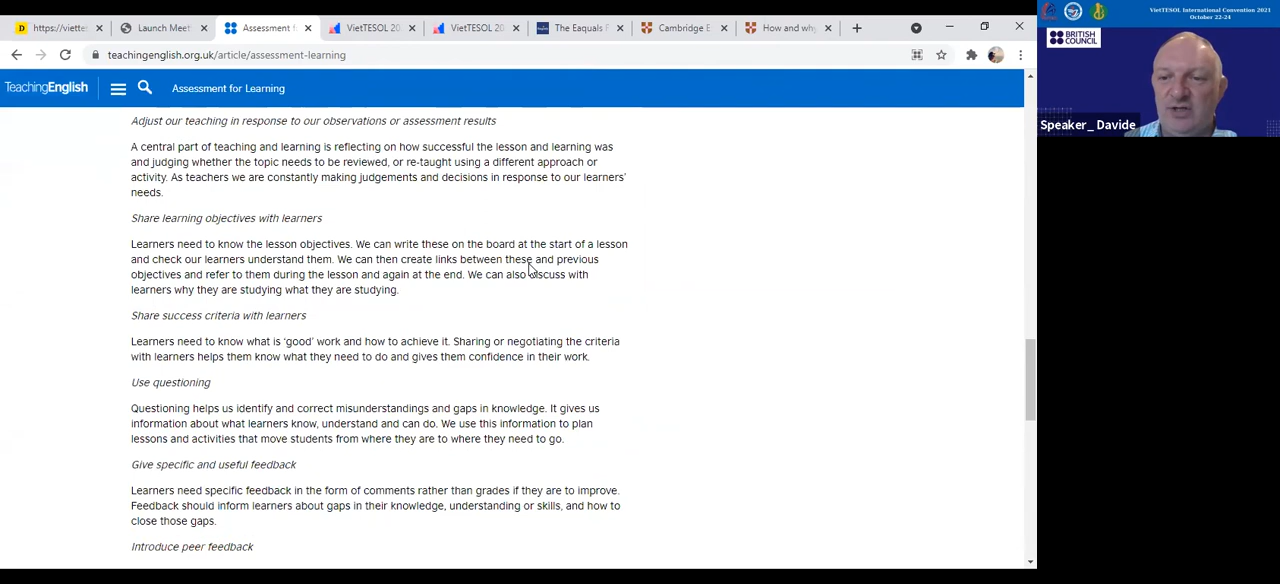 https://viettes
Launch Meet
Assessment f
VietTESOL 20
VietTESOL 20
The Eaquals F
Cambridge E
How and why
teachingenglish.org.uk/article/assessment-learning
TeachingEnglish
Assessment for Learning
Adjust our teaching in response to our observations or assessment results
A central part of teaching and learning is reflecting on how successful the lesson and learning was
and judging whether the topic needs to be reviewed, or re-taught using a different approach or
activity. As teachers we are constantly making judgements and decisions in response to our learners'
needs.
Share learning objectives with learners
Learners need to know the lesson objectives. We can write these on the board at the start of a lesson
and check our learners understand them. We can then create links between these and previous
objectives and refer to them during the lesson and again at the end. We can also discuss with
learners why they are studying what they are studying.
Share success criteria with learners
Learners need to know what is 'good' work and how to achieve it. Sharing or negotiating the criteria
with learners helps them know what they need to do and gives them confidence in their work.
Use questioning
Questioning helps us identify and correct misunderstandings and gaps in knowledge. It gives us
information about what learners know, understand and can do. We use this information to plan
lessons and activities that move students from where they are to where they need to go.
Give specific and useful feedback
Learners need specific feedback in the form of comments rather than grades if they are to improve.
Feedback should inform learners about gaps in their knowledge, understanding or skills, and how to
close those gaps.
Introduce peer feedback
VietTESOL International Convention 2021
October 22-24
BRITISH
COUNCIL
Speaker_ Davide